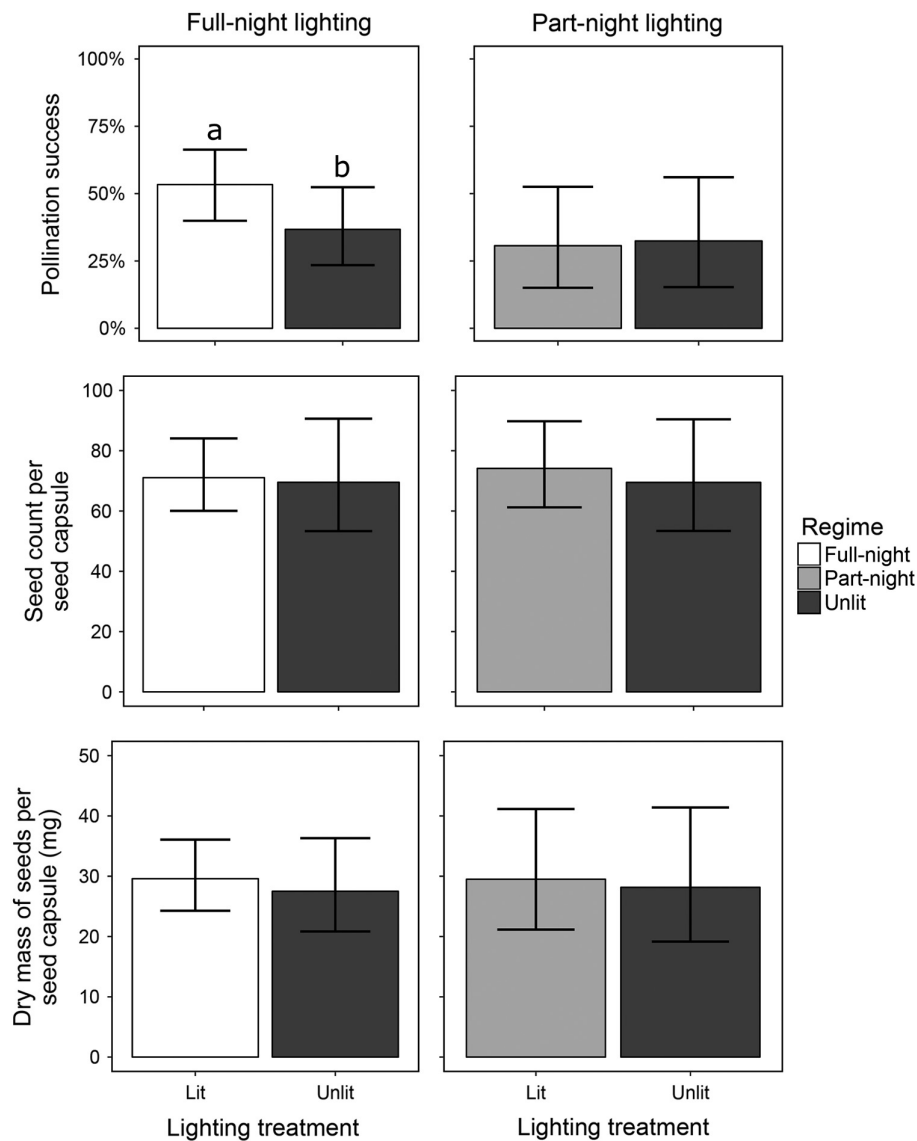 Full-night lighting
Part-night lighting
Pollination success
100%
75%
50%
25%
0%
a
b
Seed count per
seed capsule
100
80
60
40
20
0
Regime
Full-night
Part-night
Unlit
Dry mass of seeds per
seed capsule (mg)
50
40
30
20
10
0
Lit
Unlit
Lit
Unlit
Lighting treatment
Lighting treatment